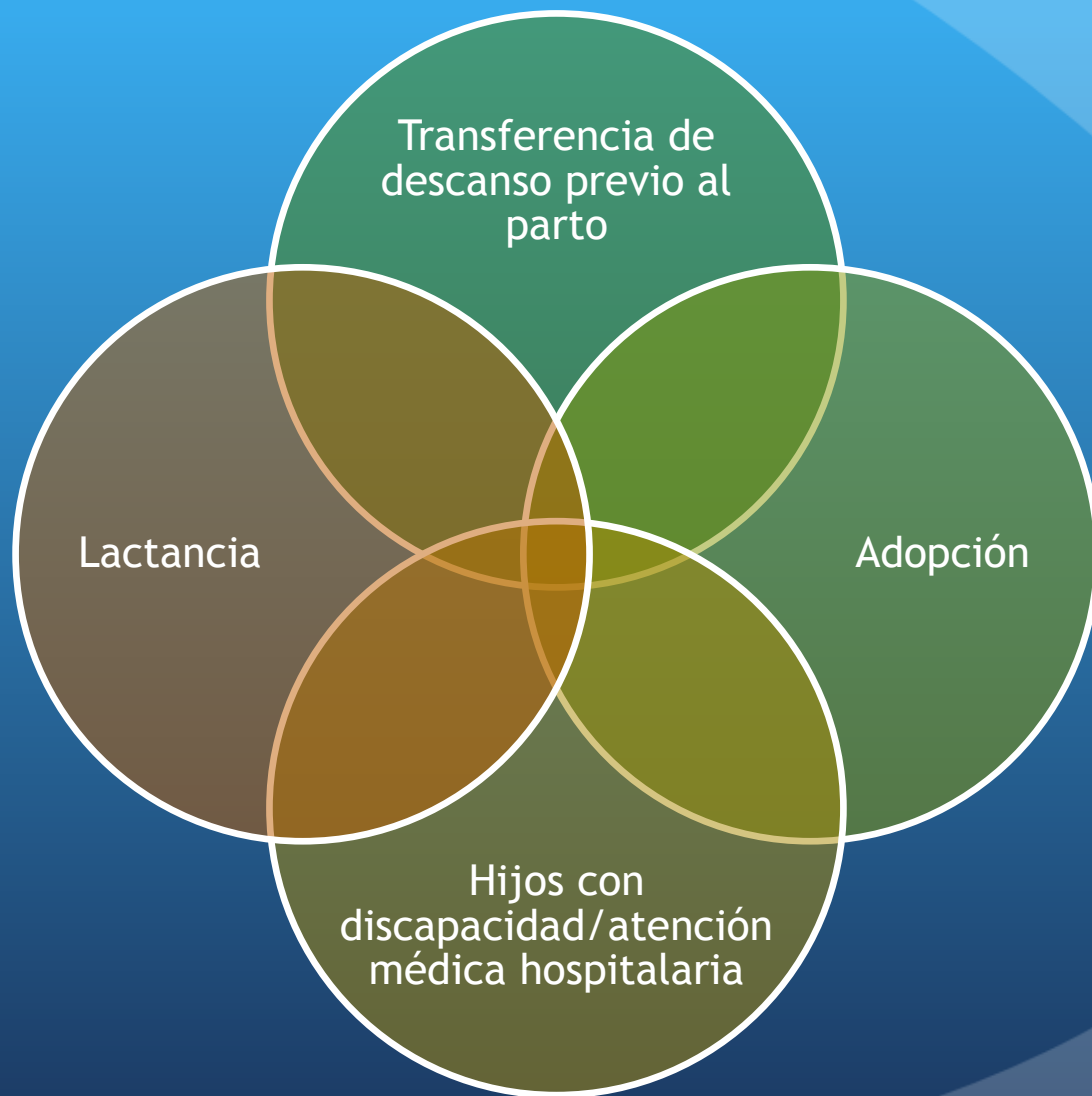 Transferencia de
descanso previo al
parto
Lactancia
Adopción
Hijos con
discapacidad/atención
médica hospitalaria